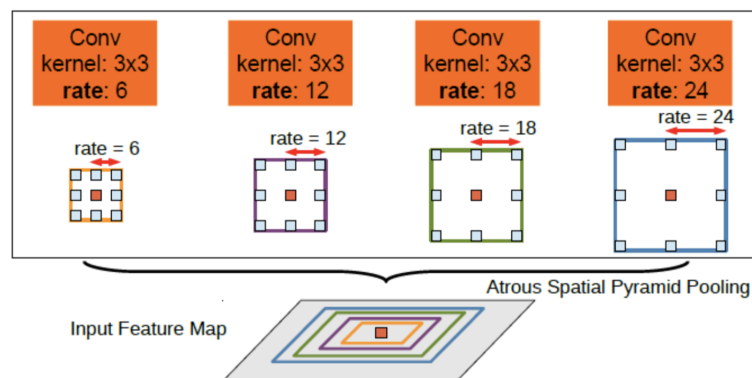 Conv
kernel: 3x3
rate: 6
Conv
kernel: 3x3
rate: 12
Conv
kernel: 3x3
rate: 18
Conv
kernel: 3x3
rate: 24
rate = 6
rate = 12
rate = 18
rate = 24
Atrous Spatial Pyramid Pooling
Input Feature Map